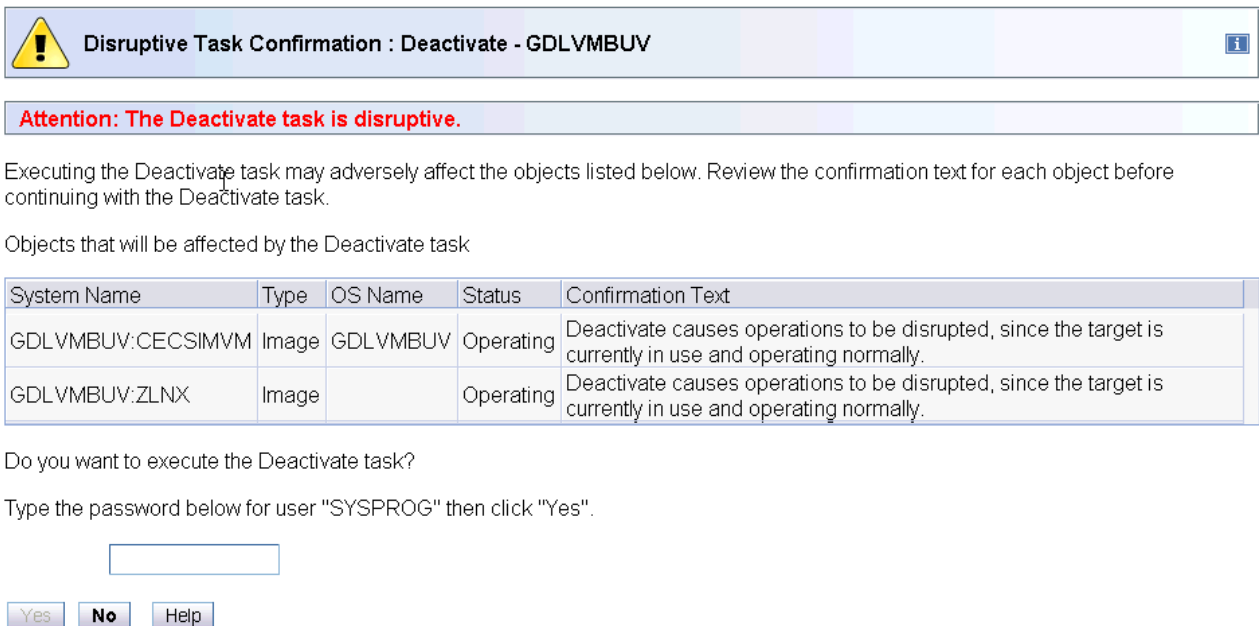 Disruptive Task Confirmation : Deactivate - GDLVMBUV
i
Attention: The Deactivate task is disruptive.
Executing the Deactivate task may adversely affect the objects listed below. Review the confirmation text for each object before
continuing with the Deactivate task.
Objects that will be affected by the Deactivate task
System Name Type OS Name Status Confirmation Text
GDLVMBUV:CECSIMVM Image GDLVMBUV Operating Deactivate causes operations to be disrupted, since the target is
currently in use and operating normally.
GDLVMBUV:ZLNX Image Operating Deactivate causes operations to be disrupted, since the target is
currently in use and operating normally.
Do you want to execute the Deactivate task?
Type the password below for user "SYSPROG" then click "Yes".
Yes No Help